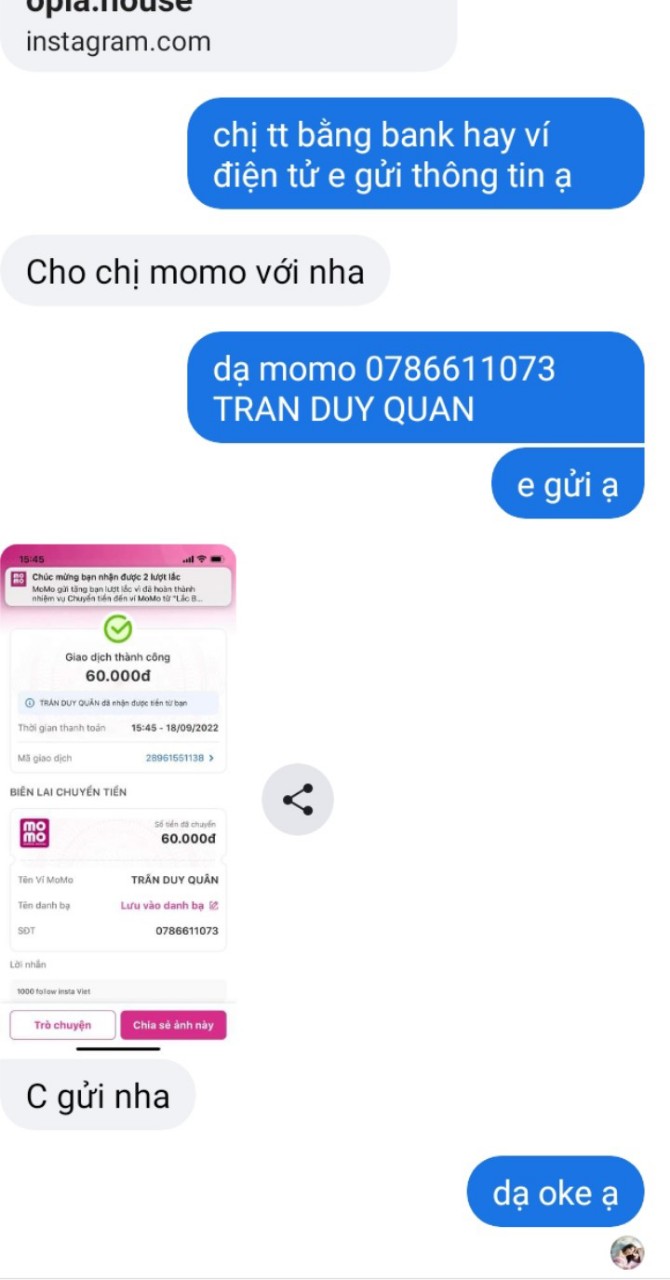 opla.house
instagram.com
chị tt bằng bank hay ví
điện tử e gửi thông tin ạ
Cho chị momo với nha
dạ momo 0786611073
TRAN DUY QUAN
e gửi ạ
15:45
Chúc mừng bạn nhận được 2 lượt lắc
MoMo gửi tặng bạn lượt lắc vì đã hoàn thành
nhiệm vụ Chuyển tiền đến ví MoMo từ "Lắc B...
Giao dịch thành công
60.000đ
TRẦN DUY QUÂN đã nhận được tiền từ bạn
Thời gian thanh toán 15:45 - 18/09/2022
Mã giao dịch 28961551138
BIÊN LAI CHUYỂN TIỀN
mo
mo
Số tiền đã chuyển
60.000đ
Tên Ví MoMo TRẦN DUY QUÂN
Tên danh bạ Lưu vào danh bạ
SĐT 0786611073
Lời nhắn
1000 follow insta Viet
Trò chuyện Chia sẻ ảnh này
C gửi nha
dạ oke ạ